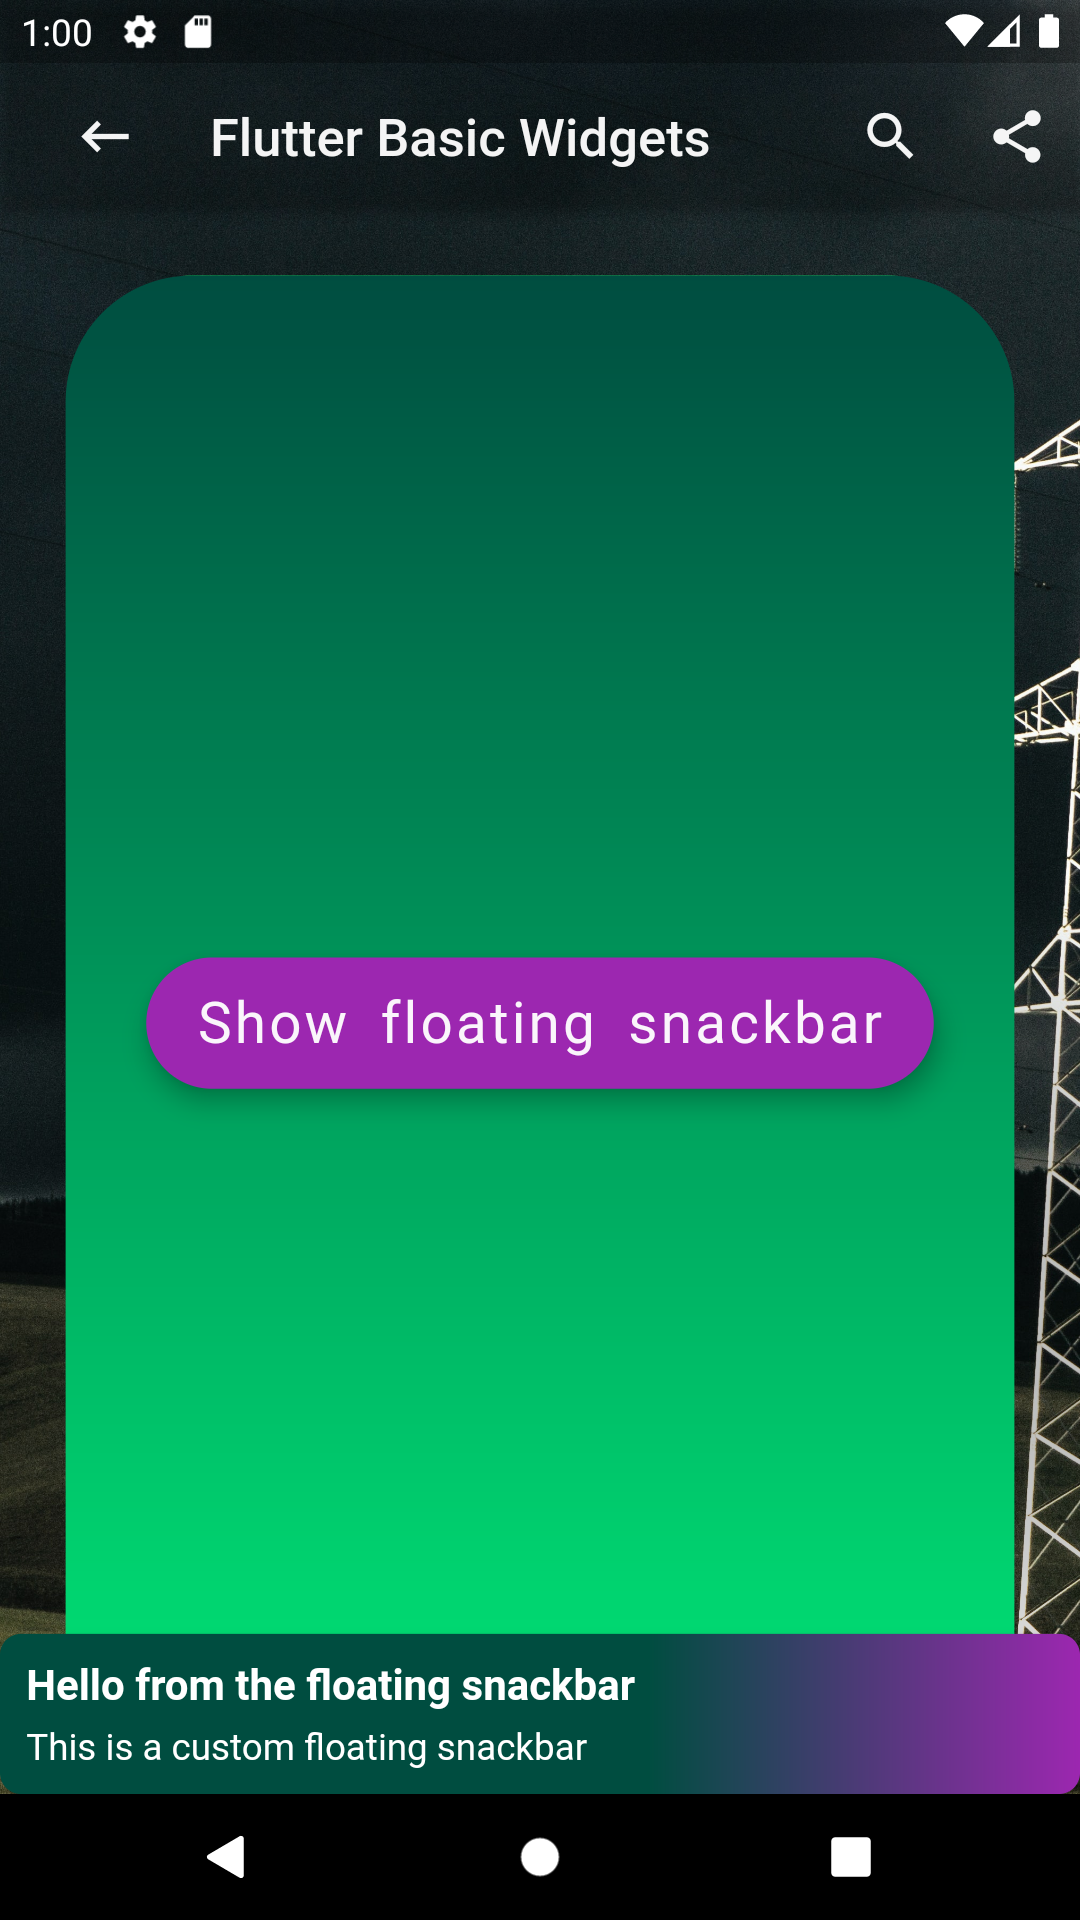 1:00
Flutter Basic Widgets
Show floating snackbar
Hello from the floating snackbar
This is a custom floating snackbar